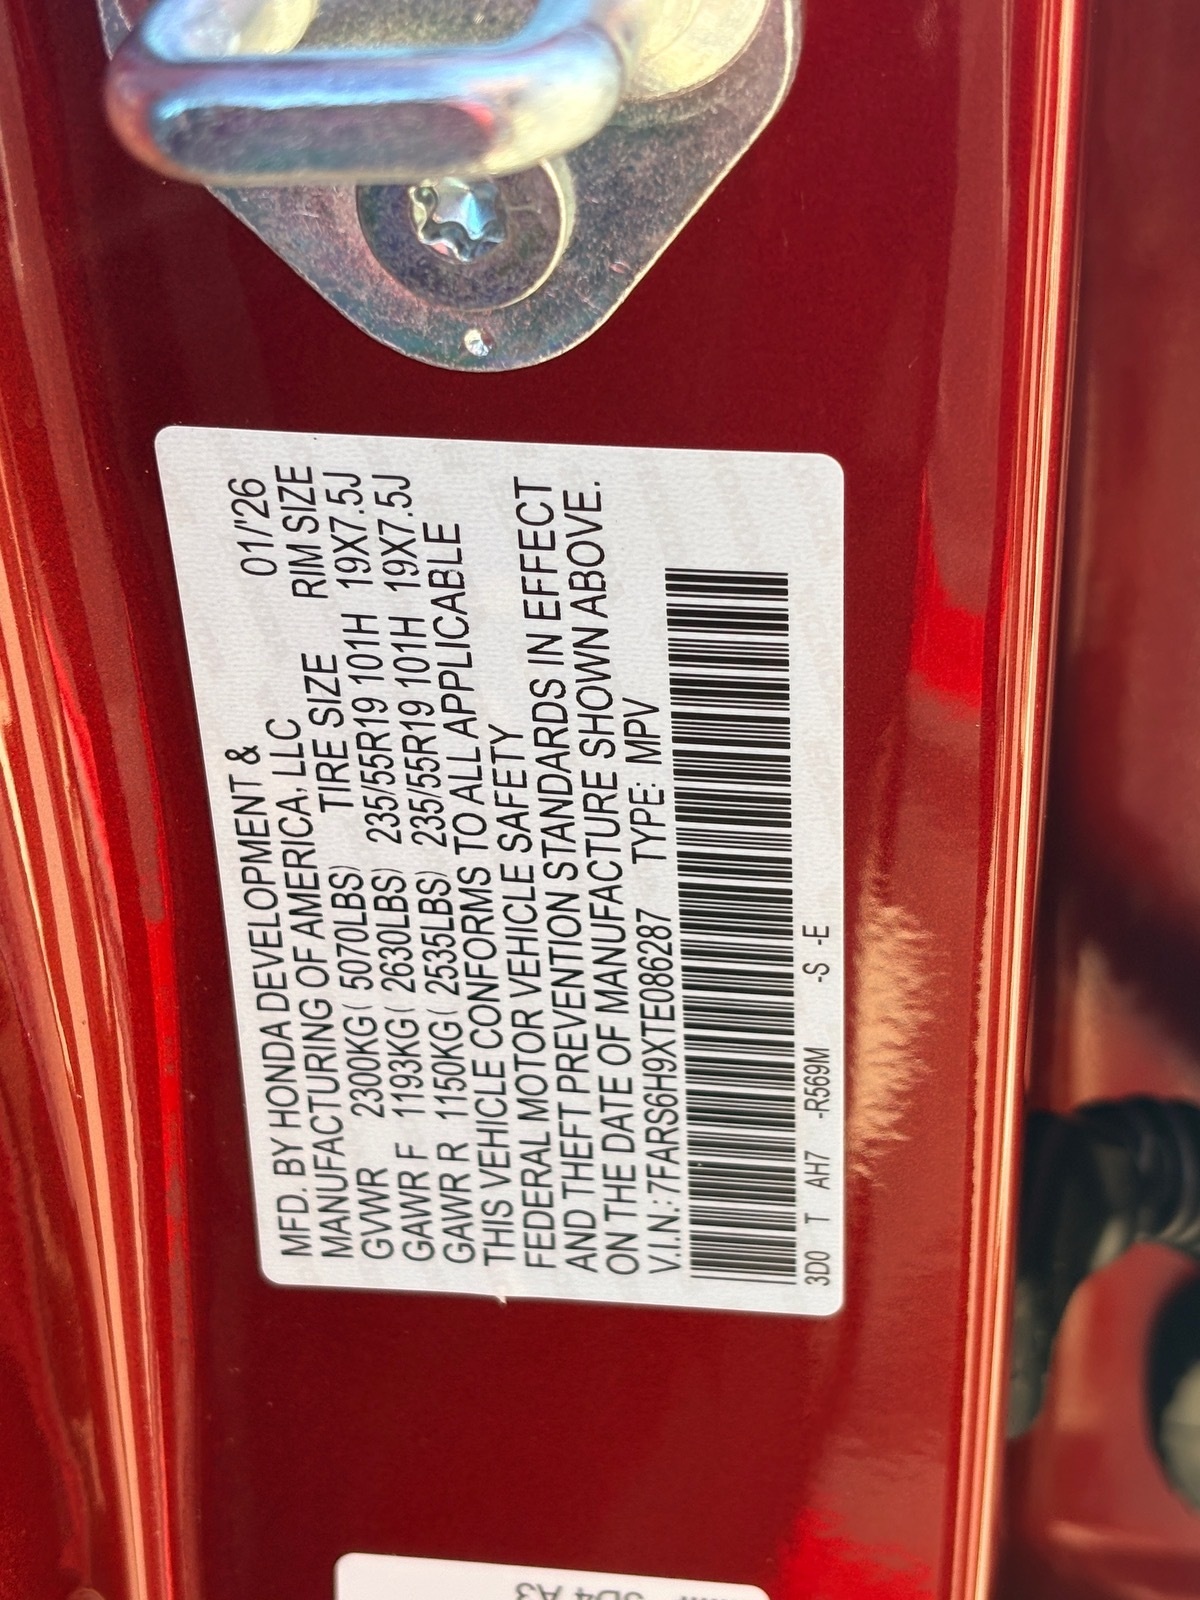 MFD. BY HONDA DEVELOPMENT & 01/'26
MANUFACTURING OF AMERICA, LLC
TIRE SIZE RIM SIZE
GVWR 2300KG ( 5070LBS) 235/55R19 101H 19X7.5J
GAWR F 1193KG ( 2630LBS) 235/55R19 101H 19X7.5J
GAWR R 1150KG ( 2535LBS)
THIS VEHICLE CONFORMS TO ALL APPLICABLE
FEDERAL MOTOR VEHICLE SAFETY
AND THEFT PREVENTION STANDARDS IN EFFECT
ON THE DATE OF MANUFACTURE SHOWN ABOVE.
V.I.N.: 7FARS6H9XTE086287 TYPE: MPV
3D0 T AH7 -R569M -S -E